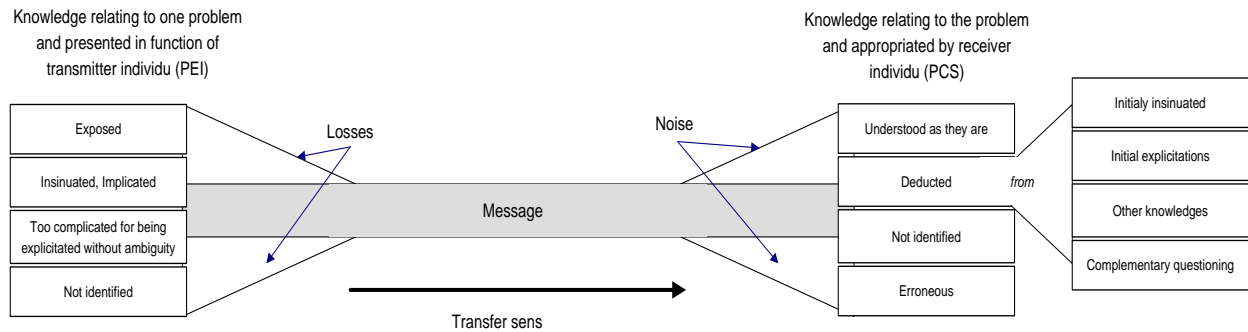 Knowledge relating to one problem
and presented in function of
transmitter individu (PEI)
Exposed
Insinuated, Implicated
Too complicated for being
explicitated without ambiguity
Not identified
Losses
Message
Transfer sens
Noise
Knowledge relating to the problem
and appropriated by receiver
individu (PCS)
Understood as they are
Deducted
Not identified
Erroneous
from
Initialy insinuated
Initial explicitations
Other knowledges
Complementary questioning